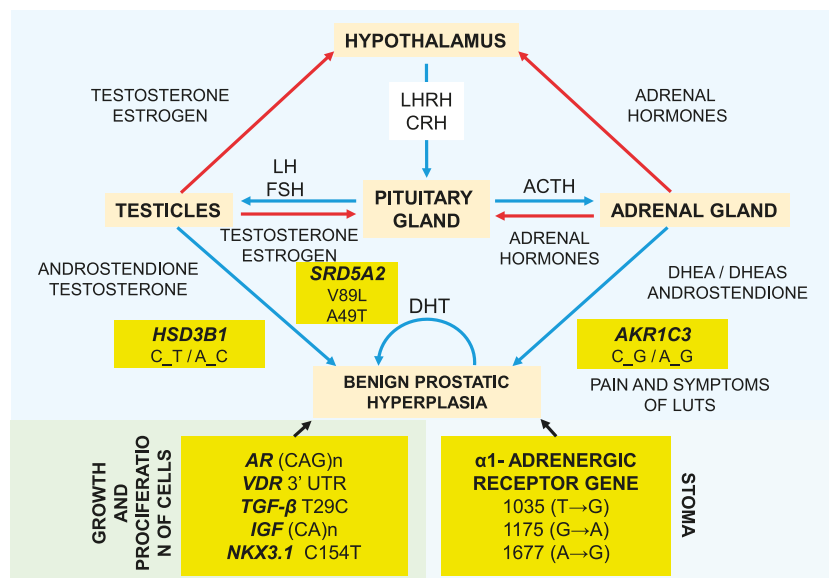 HYPOTHALAMUS
TESTOSTERONE
ESTROGEN
LHRH
CRH
ADRENAL
HORMONES
LH
FSH
ACTH
TESTICLES
PITUITARY
GLAND
ADRENAL GLAND
TESTOSTERONE
ESTROGEN
ADRENAL
HORMONES
ANDROSTENDIONE
TESTOSTERONE
SRD5A2
V89L
A49T
DHT
DHEA / DHEAS
ANDROSTENDIONE
HSD3B1
C_T / A_C
AKR1C3
C_G / A_G
BENIGN PROSTATIC
HYPERPLASIA
PAIN AND SYMPTOMS
OF LUTS
GROWTH
AND
PROCIFERATIO
N OF CELLS
AR (CAG)n
VDR 3' UTR
TGF-β T29C
IGF (CA)n
NKX3.1 C154T
α1- ADRENERGIC
RECEPTOR GENE
1035 (T→G)
1175 (G→A)
1677 (A→G)
STOMA